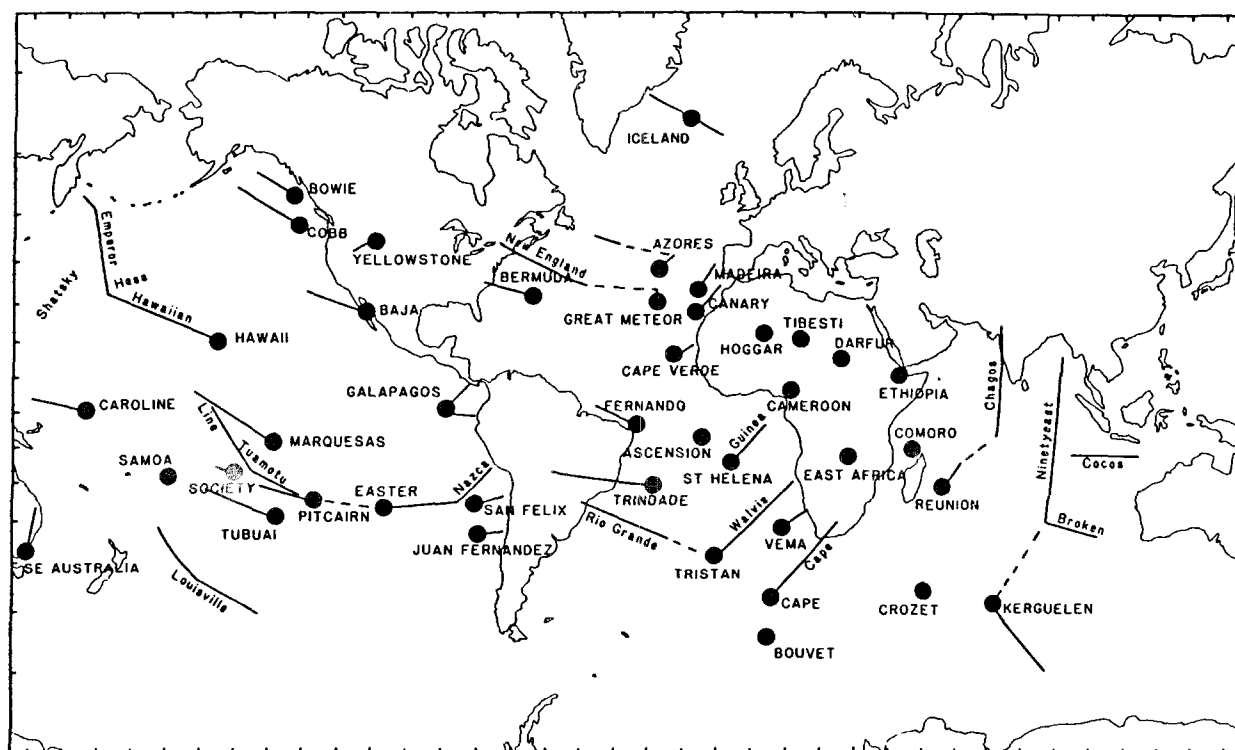 ICELAND
BOWIE
COBB
YELLOWSTONE
New England
AZORES
Emperor
BERMUDA
MADEIRA
Shatsky
Hess
Hawaiian
BAJA
GREAT METEOR
CANARY
HAWAII
TIBESTI
HOGGAR
DARFUR
CAPE VERDE
GALAPAGOS
ETHIOPIA
Chagos
CAROLINE
FERNANDO
CAMEROON
Line
MARQUESAS
Guinea
COMORO
ASCENSION
Ninetyeast
SAMOA
Tuamotu
Nazca
ST HELENA
EAST AFRICA
Cocos
SOCIETY
EASTER
TRINDADE
REUNION
PITCAIRN
SAN FELIX
Walvis
TUBUAI
Rio Grande
Broken
JUAN FERNANDEZ
VEMA
SE AUSTRALIA
TRISTAN
Cape
Louisville
CAPE
CROZET
KERGUELEN
BOUVET